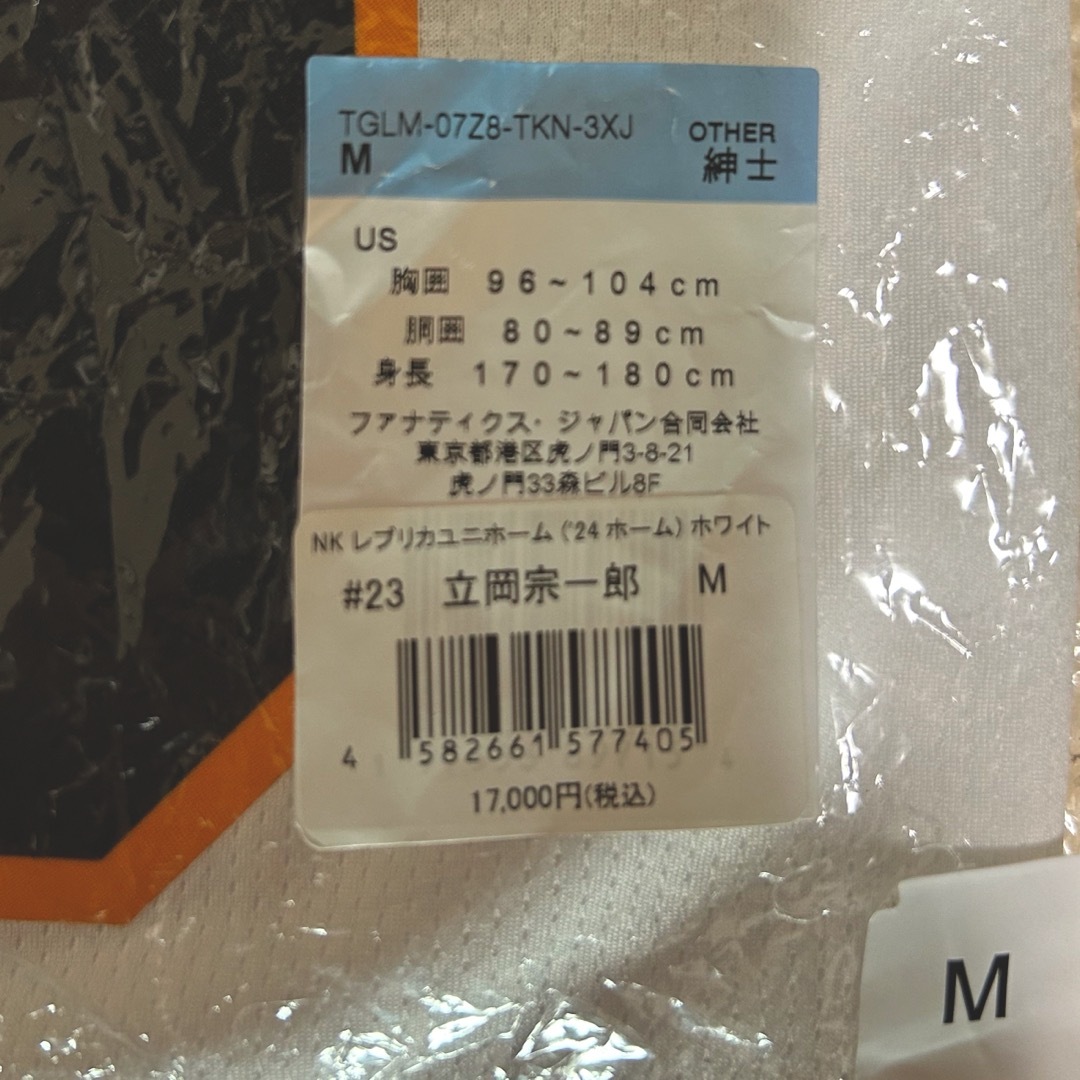 TGLM-07Z8-TKN-3XJ
M
OTHER
紳士
US
胸囲 96~104cm
胴囲 80~89cm
身長 170~180cm
ファナティクス・ジャパン合同会社
東京都港区虎ノ門3-8-21
虎ノ門33森ビル8F
NK レプリカユニホーム ('24 ホーム) ホワイト
#23 立岡宗一郎 M
4 582661 577405
17,000円(税込)
M